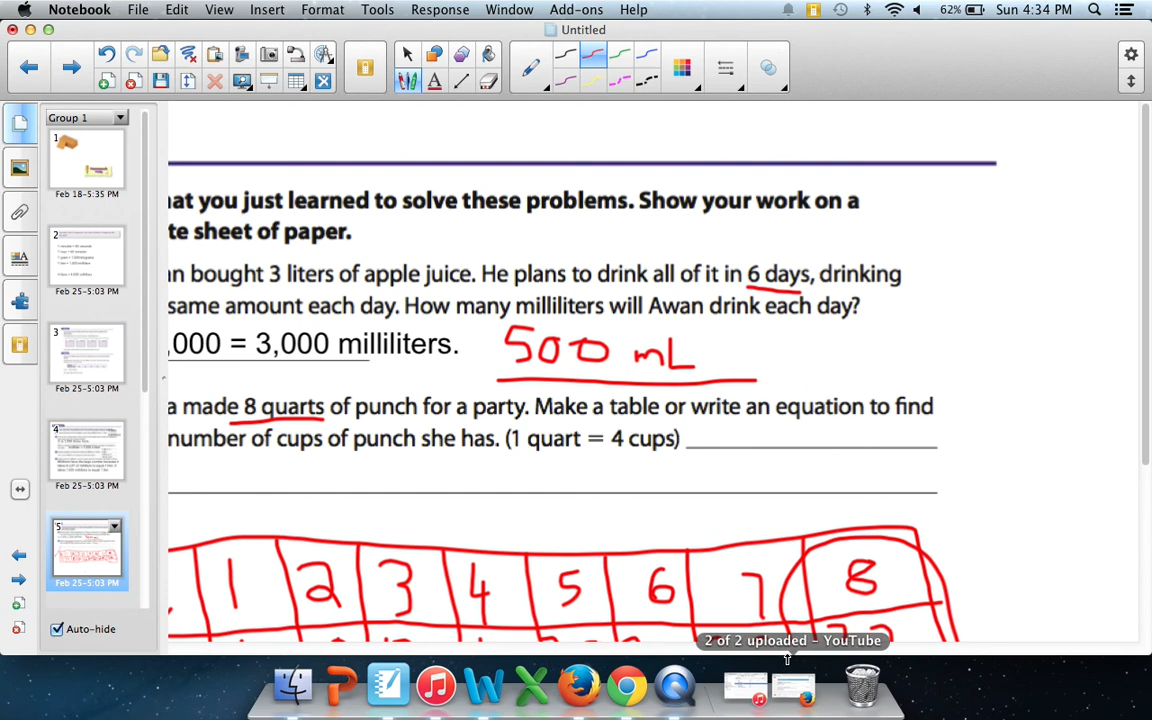 Notebook File Edit View Insert Format Tools Response Window Add-ons Help 62% Sun 4:34 PM
Untitled
Group 1
1
Feb 18-5:35 PM
2
Feb 25-5:03 PM
3
Feb 25-5:03 PM
4
Feb 25-5:03 PM
5
Feb 25-5:03 PM
Auto-hide
at you just learned to solve these problems. Show your work on a
te sheet of paper.
n bought 3 liters of apple juice. He plans to drink all of it in 6 days, drinking
same amount each day. How many milliliters will Awan drink each day?
,000 = 3,000 milliliters. 500 mL
a made 8 quarts of punch for a party. Make a table or write an equation to find
number of cups of punch she has. (1 quart = 4 cups)
1 2 3 4 5 6 7 8
2 of 2 uploaded - YouTube